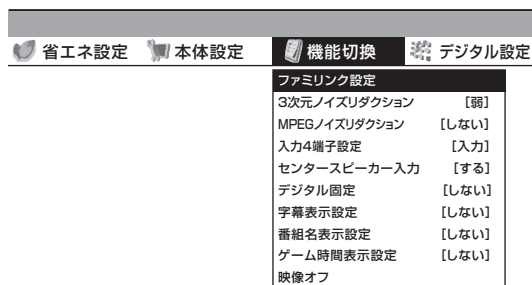 省エネ設定 本体設定 機能切換 デジタル設定
ファミリンク設定
3次元ノイズリダクション [弱]
MPEGノイズリダクション [しない]
入力4端子設定 [入力]
センタースピーカー入力 [する]
デジタル固定 [しない]
字幕表示設定 [しない]
番組名表示設定 [しない]
ゲーム時間表示設定 [しない]
映像オフ